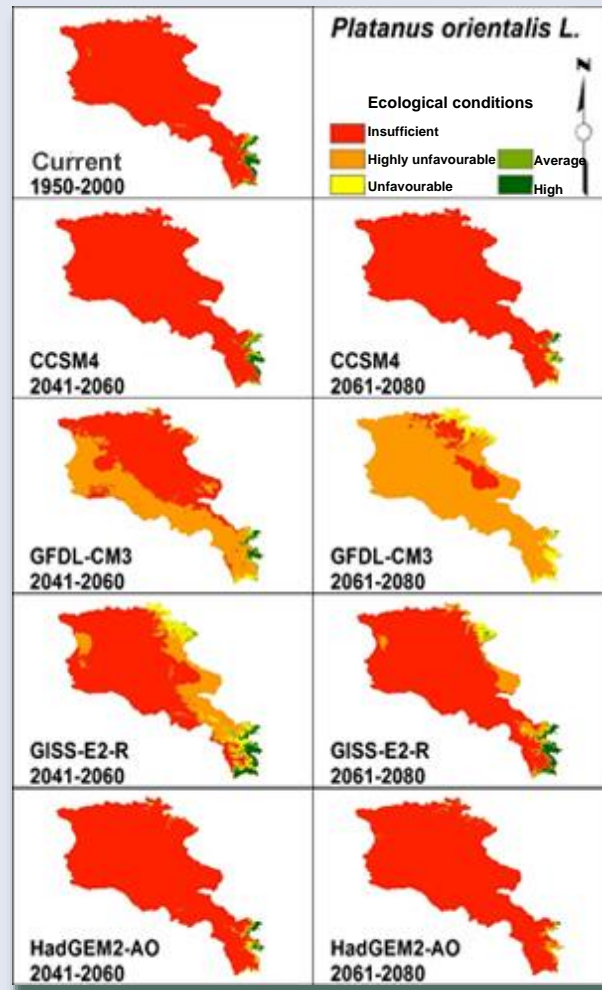 Platanus orientalis L.
N
Ecological conditions
Insufficient
Highly unfavourable
Average
Unfavourable
High
Current
1950-2000
CCSM4
2041-2060
CCSM4
2061-2080
GFDL-CM3
2041-2060
GFDL-CM3
2061-2080
GISS-E2-R
2041-2060
GISS-E2-R
2061-2080
HadGEM2-AO
2041-2060
HadGEM2-AO
2061-2080